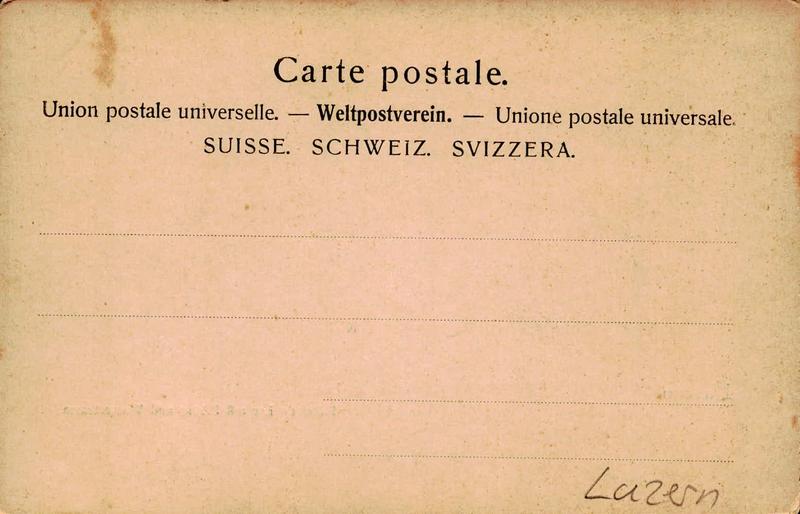 Carte postale.
Union postale universelle. — Weltpostverein. — Unione postale universale.
SUISSE. SCHWEIZ. SVIZZERA.
Luzern